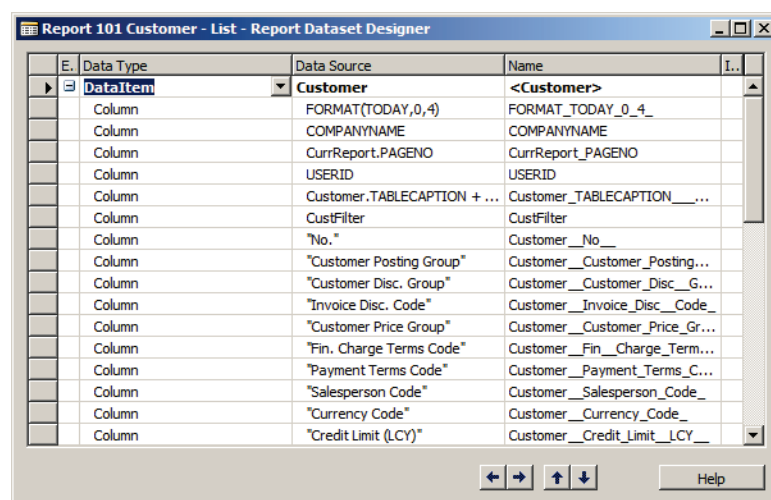 Report 101 Customer - List - Report Dataset Designer
E. Data Type Data Source Name I..
DataItem Customer <Customer>
Column FORMAT(TODAY,0,4) FORMAT_TODAY_0_4_
Column COMPANYNAME COMPANYNAME
Column CurrReport.PAGENO CurrReport_PAGENO
Column USERID USERID
Column Customer.TABLECAPTION + ... Customer_TABLECAPTION___...
Column CustFilter CustFilter
Column "No." Customer__No__
Column "Customer Posting Group" Customer__Customer_Posting...
Column "Customer Disc. Group" Customer__Customer_Disc__G...
Column "Invoice Disc. Code" Customer__Invoice_Disc__Code_
Column "Customer Price Group" Customer__Customer_Price_Gr...
Column "Fin. Charge Terms Code" Customer__Fin__Charge_Term...
Column "Payment Terms Code" Customer__Payment_Terms_C...
Column "Salesperson Code" Customer__Salesperson_Code_
Column "Currency Code" Customer__Currency_Code_
Column "Credit Limit (LCY)" Customer__Credit_Limit__LCY__
Help